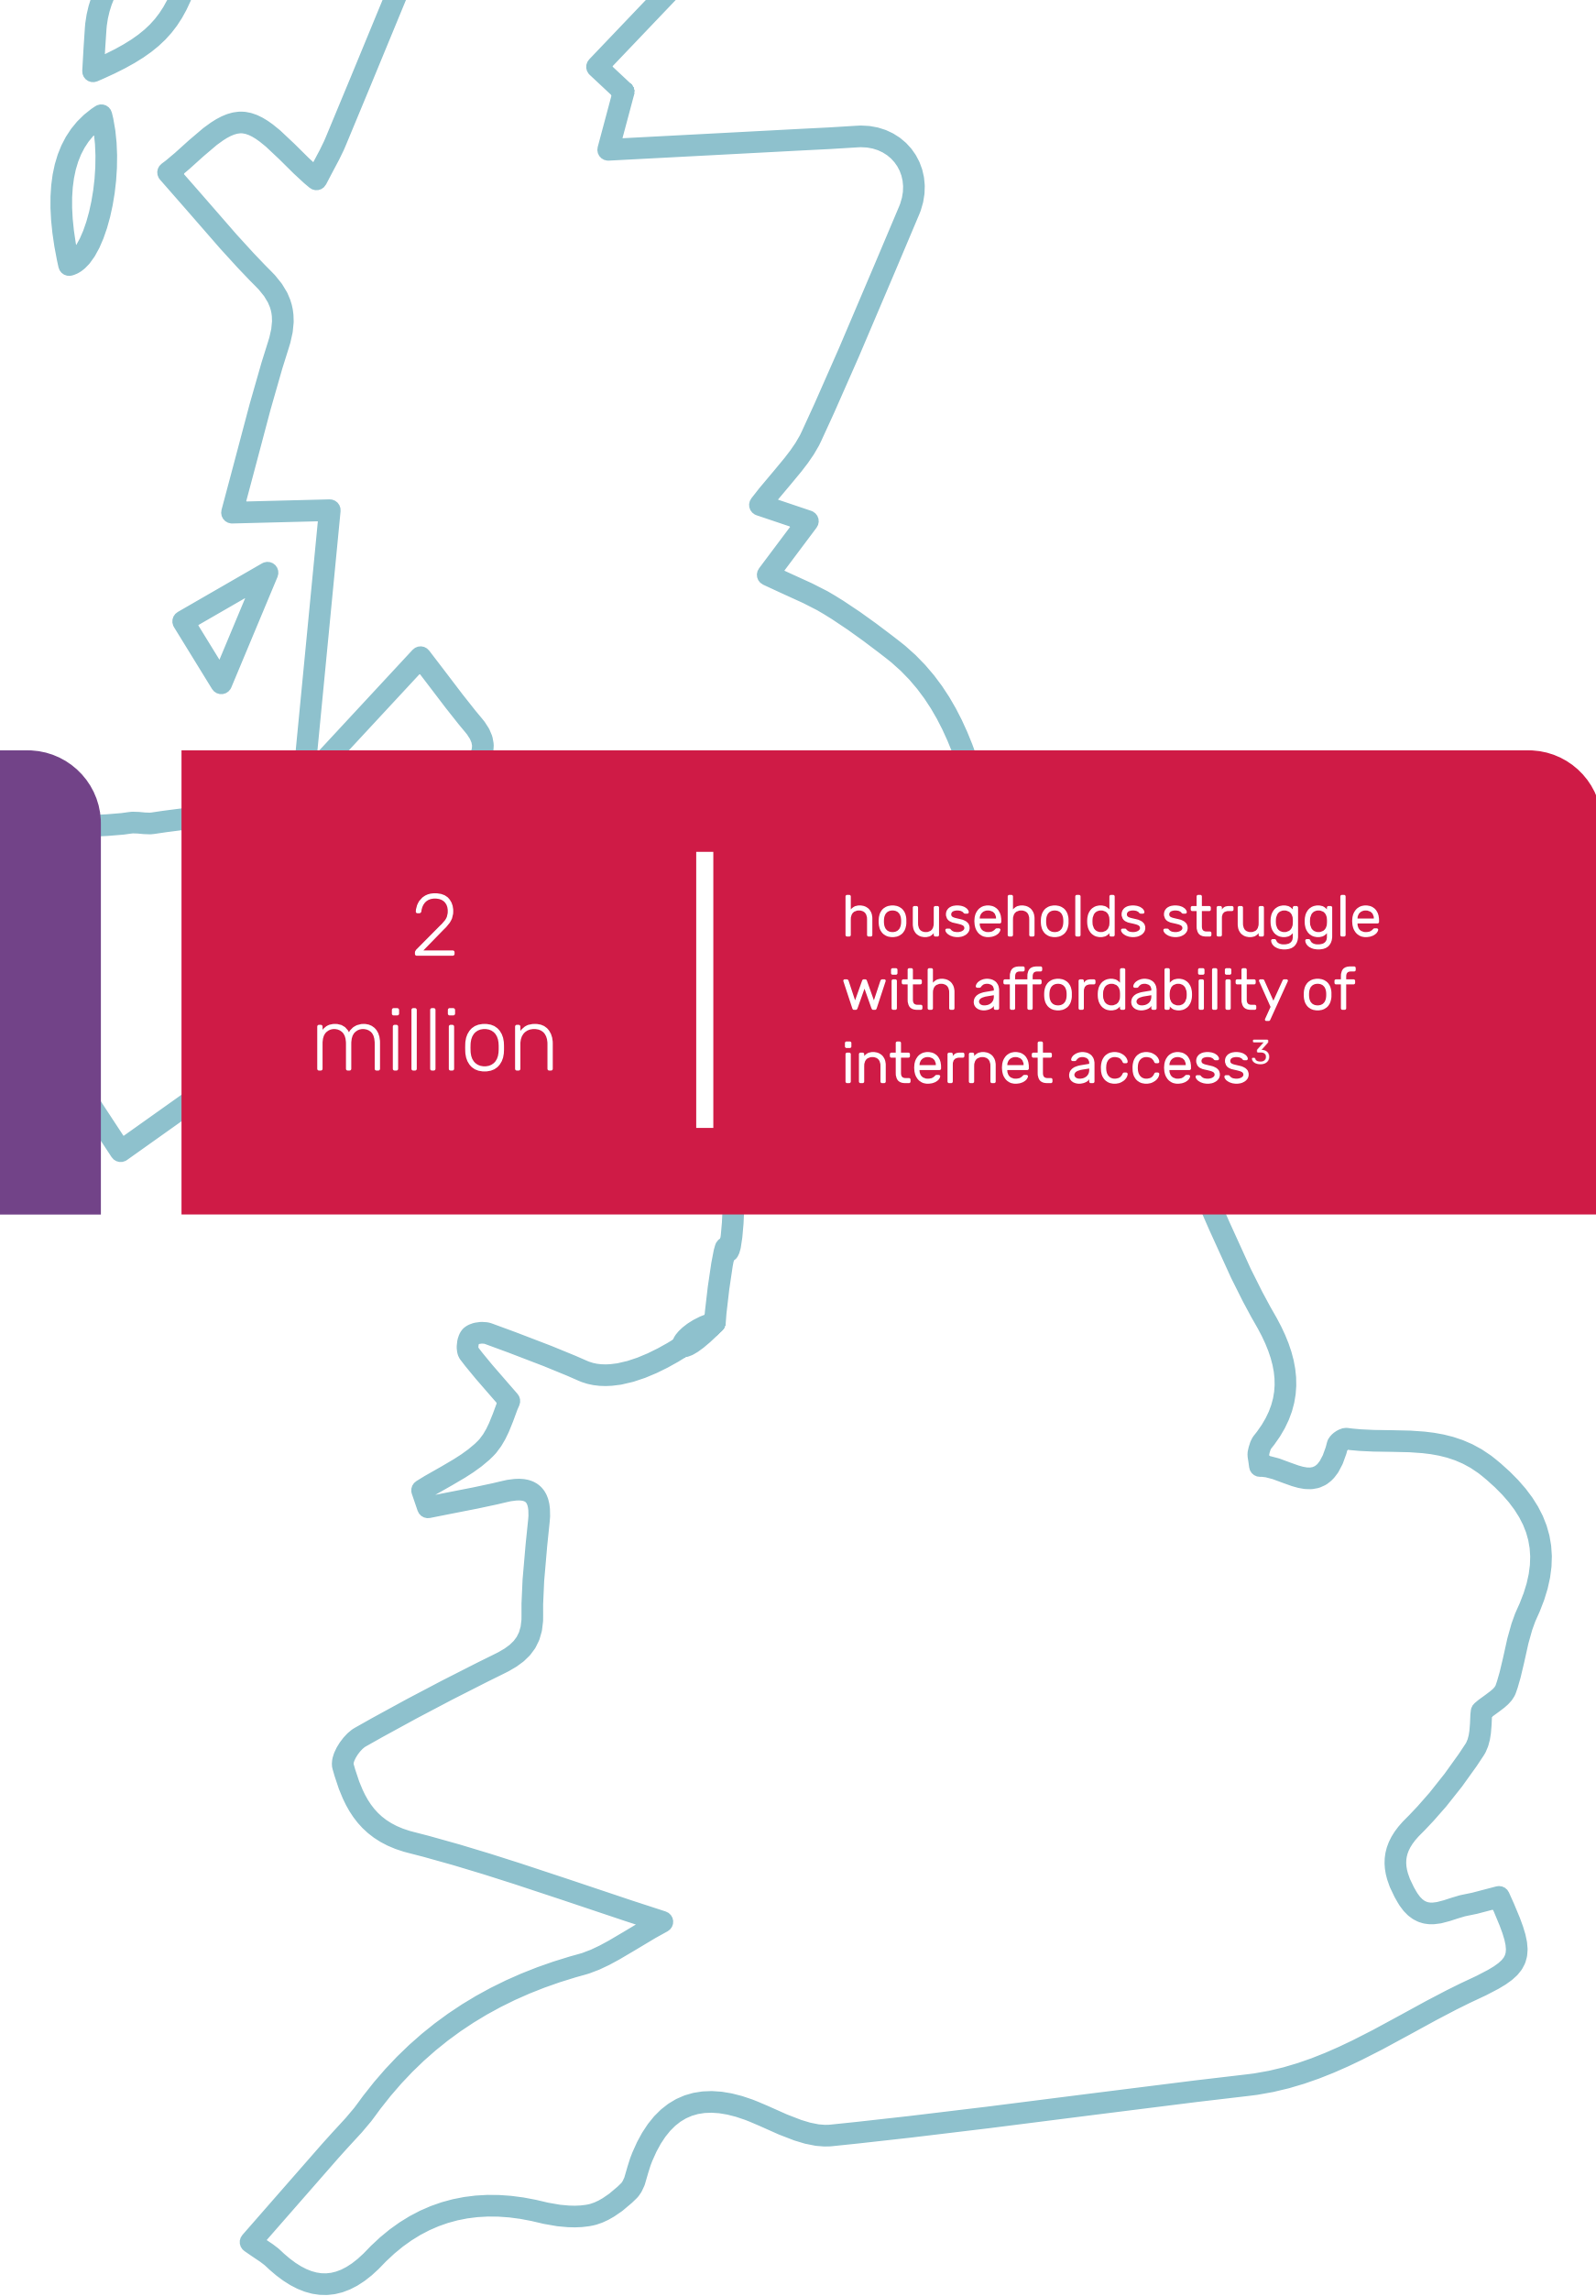 2
million
households struggle
with affordability of
internet access³